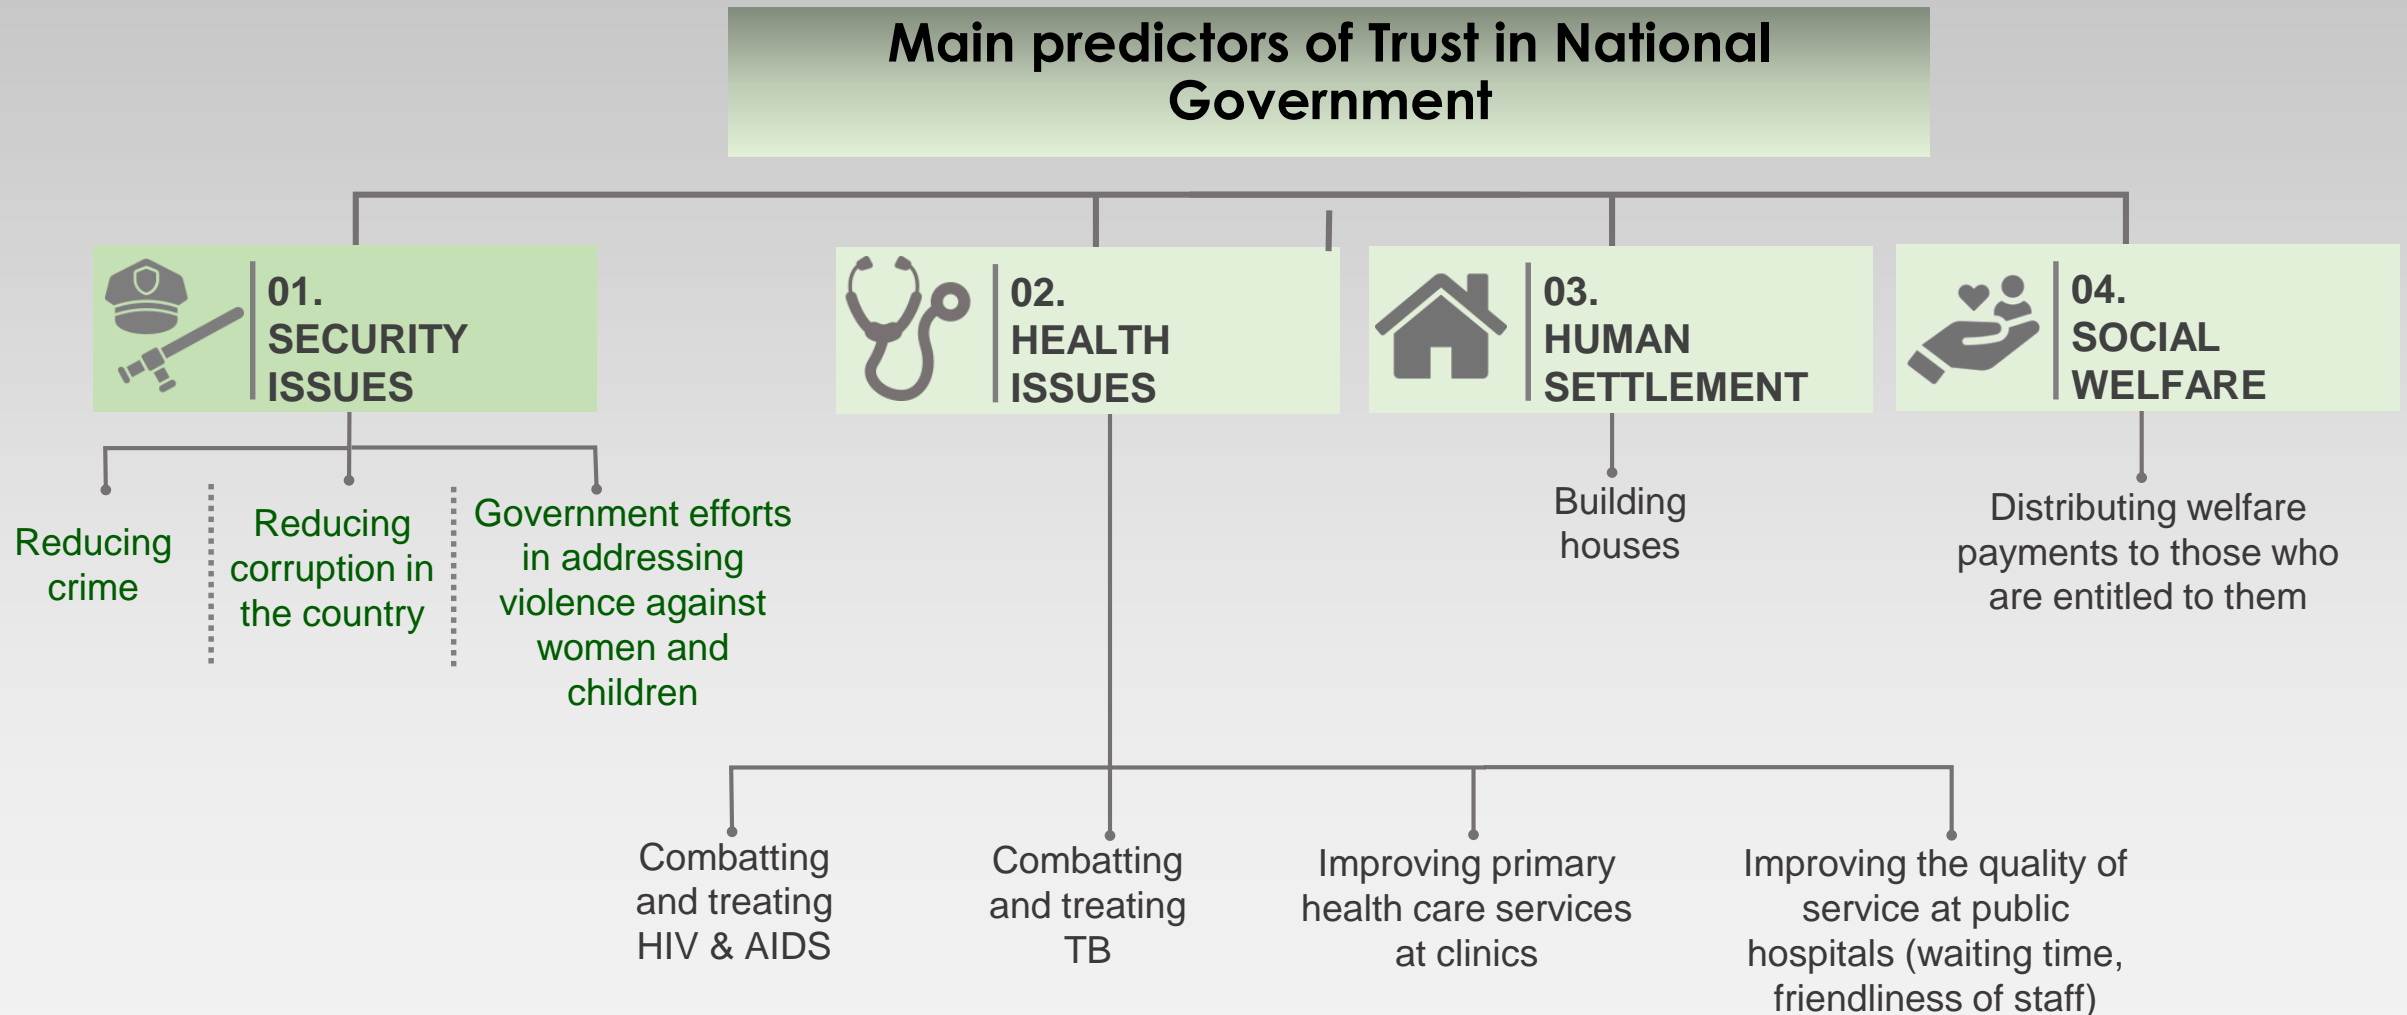 Main predictors of Trust in National
Government
01.
SECURITY
ISSUES
02.
HEALTH
ISSUES
03.
HUMAN
SETTLEMENT
04.
SOCIAL
WELFARE
Reducing
crime
Reducing
corruption in
the country
Government efforts
in addressing
violence against
women and
children
Building
houses
Distributing welfare
payments to those who
are entitled to them
Combatting
and treating
HIV & AIDS
Combatting
and treating
TB
Improving primary
health care services
at clinics
Improving the quality of
service at public
hospitals (waiting time,
friendliness of staff)